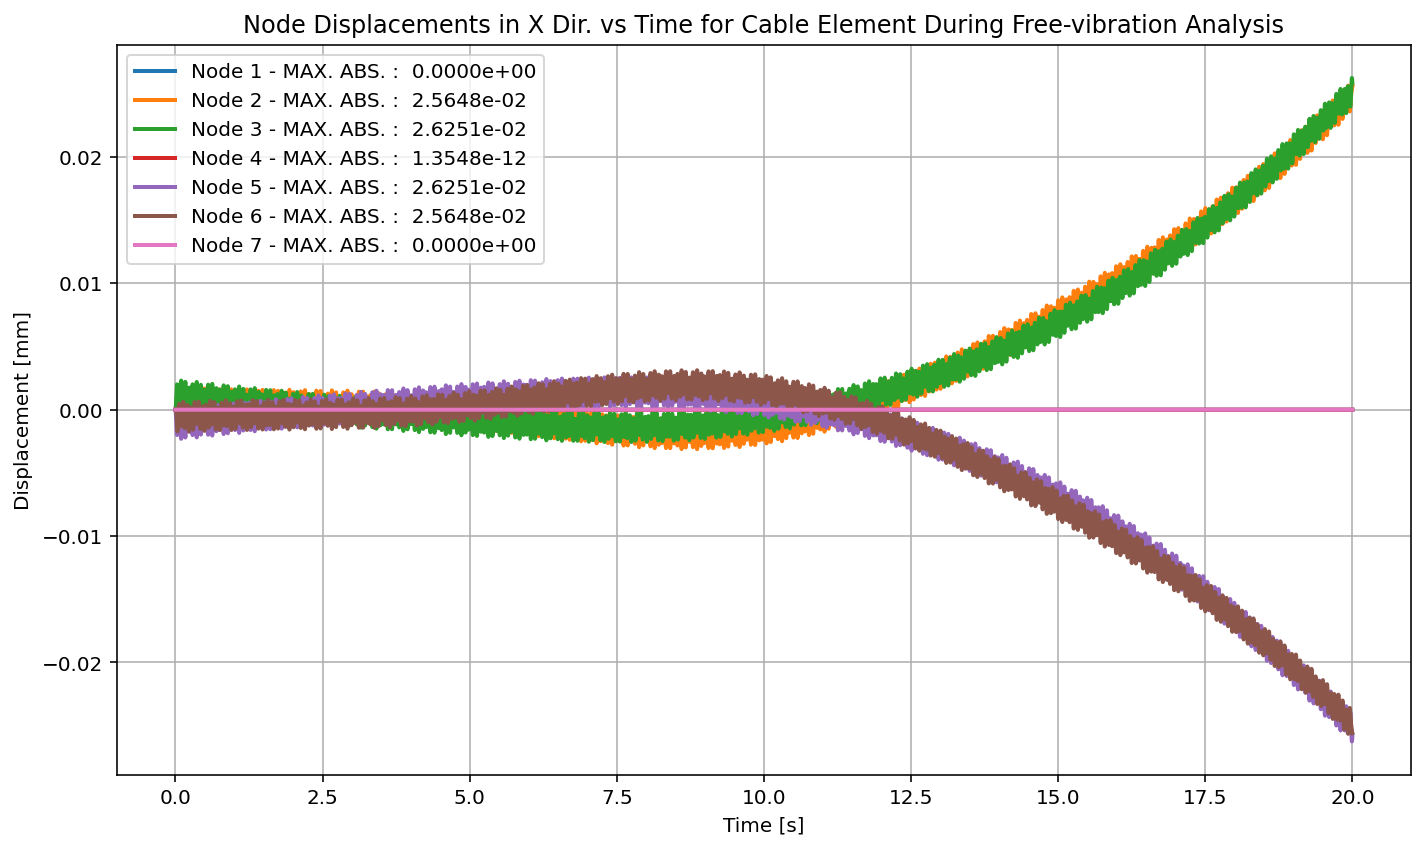 Node Displacements in X Dir. vs Time for Cable Element During Free-vibration Analysis
Node 1 - MAX. ABS. :  0.0000e+00
Node 2 - MAX. ABS. :  2.5648e-02
Node 3 - MAX. ABS. :  2.6251e-02
Node 4 - MAX. ABS. :  1.3548e-12
Node 5 - MAX. ABS. :  2.6251e-02
Node 6 - MAX. ABS. :  2.5648e-02
Node 7 - MAX. ABS. :  0.0000e+00
Displacement [mm]
0.02
0.01
0.00
−0.01
−0.02
0.0 2.5 5.0 7.5 10.0 12.5 15.0 17.5 20.0
Time [s]